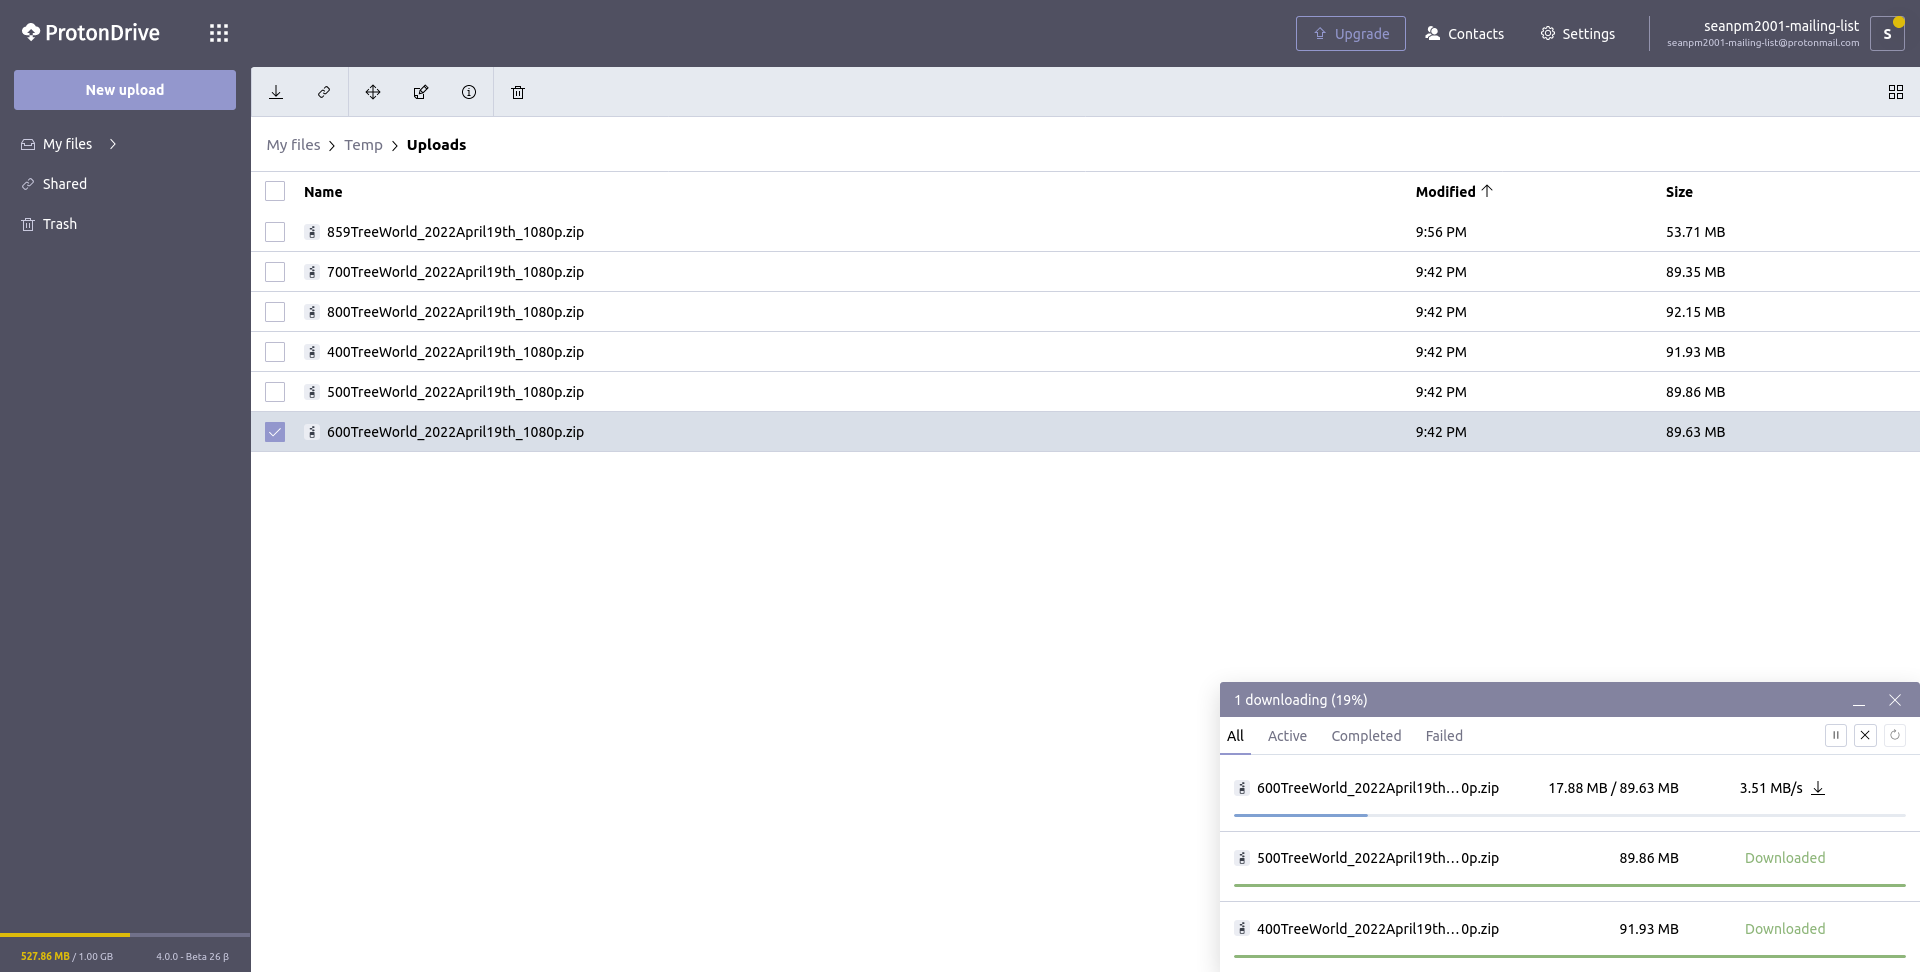 ProtonDrive
Upgrade
Contacts
Settings
seanpm2001-mailing-list
seanpm2001-mailing-list@protonmail.com
S
New upload
My files
Shared
Trash
My files > Temp > Uploads
Name Modified Size
859TreeWorld_2022April19th_1080p.zip 9:56 PM 53.71 MB
700TreeWorld_2022April19th_1080p.zip 9:42 PM 89.35 MB
800TreeWorld_2022April19th_1080p.zip 9:42 PM 92.15 MB
400TreeWorld_2022April19th_1080p.zip 9:42 PM 91.93 MB
500TreeWorld_2022April19th_1080p.zip 9:42 PM 89.86 MB
600TreeWorld_2022April19th_1080p.zip 9:42 PM 89.63 MB
1 downloading (19%)
All Active Completed Failed
600TreeWorld_2022April19th…0p.zip 17.88 MB / 89.63 MB 3.51 MB/s
500TreeWorld_2022April19th…0p.zip 89.86 MB Downloaded
400TreeWorld_2022April19th…0p.zip 91.93 MB Downloaded
527.86 MB / 1.00 GB 4.0.0 - Beta 26 β